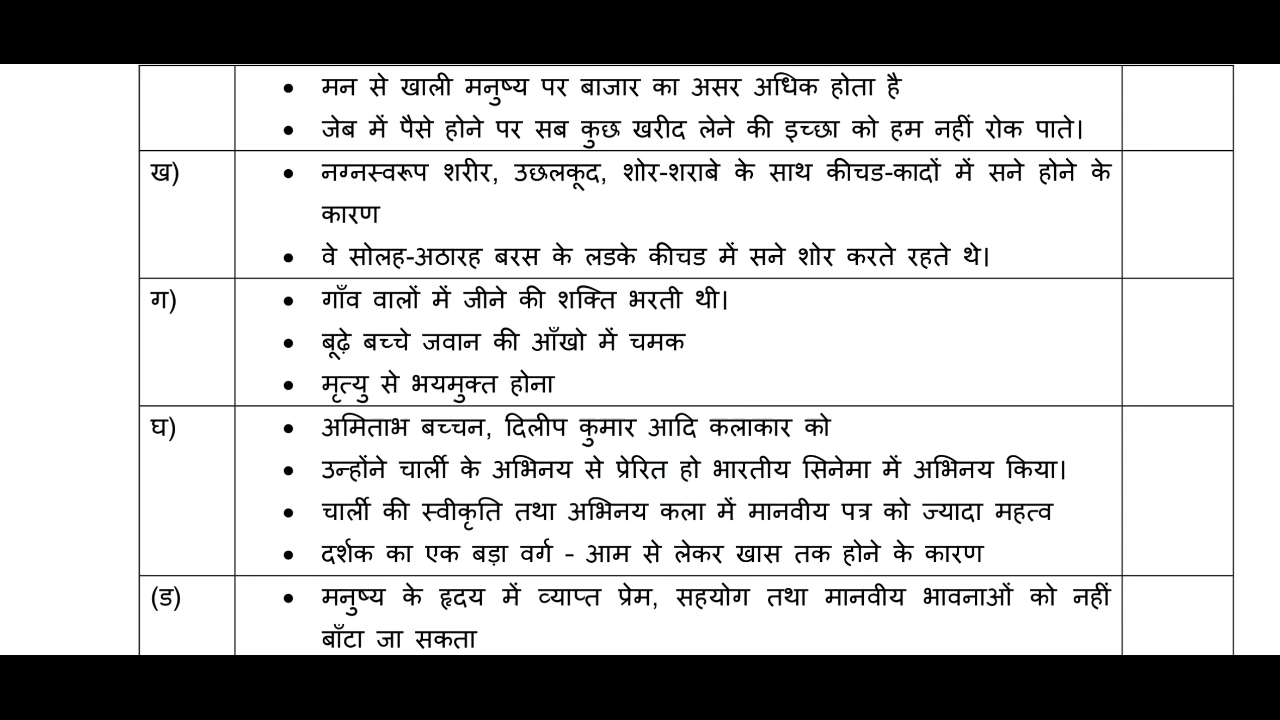 • मन से खाली मनुष्य पर बाजार का असर अधिक होता है
• जेब में पैसे होने पर सब कुछ खरीद लेने की इच्छा को हम नहीं रोक पाते।
ख) • नग्नस्वरूप शरीर, उछलकूद, शोर-शराबे के साथ कीचड-कादों में सने होने के
कारण
• वे सोलह-अठारह बरस के लडके कीचड में सने शोर करते रहते थे।
ग) • गाँव वालों में जीने की शक्ति भरती थी।
• बूढ़े बच्चे जवान की आँखो में चमक
• मृत्यु से भयमुक्त होना
घ) • अमिताभ बच्चन, दिलीप कुमार आदि कलाकार को
• उन्होंने चार्ली के अभिनय से प्रेरित हो भारतीय सिनेमा में अभिनय किया।
• चार्ली की स्वीकृति तथा अभिनय कला में मानवीय पत्र को ज्यादा महत्व
• दर्शक का एक बड़ा वर्ग – आम से लेकर खास तक होने के कारण
(ड) • मनुष्य के हृदय में व्याप्त प्रेम, सहयोग तथा मानवीय भावनाओं को नहीं
बाँटा जा सकता